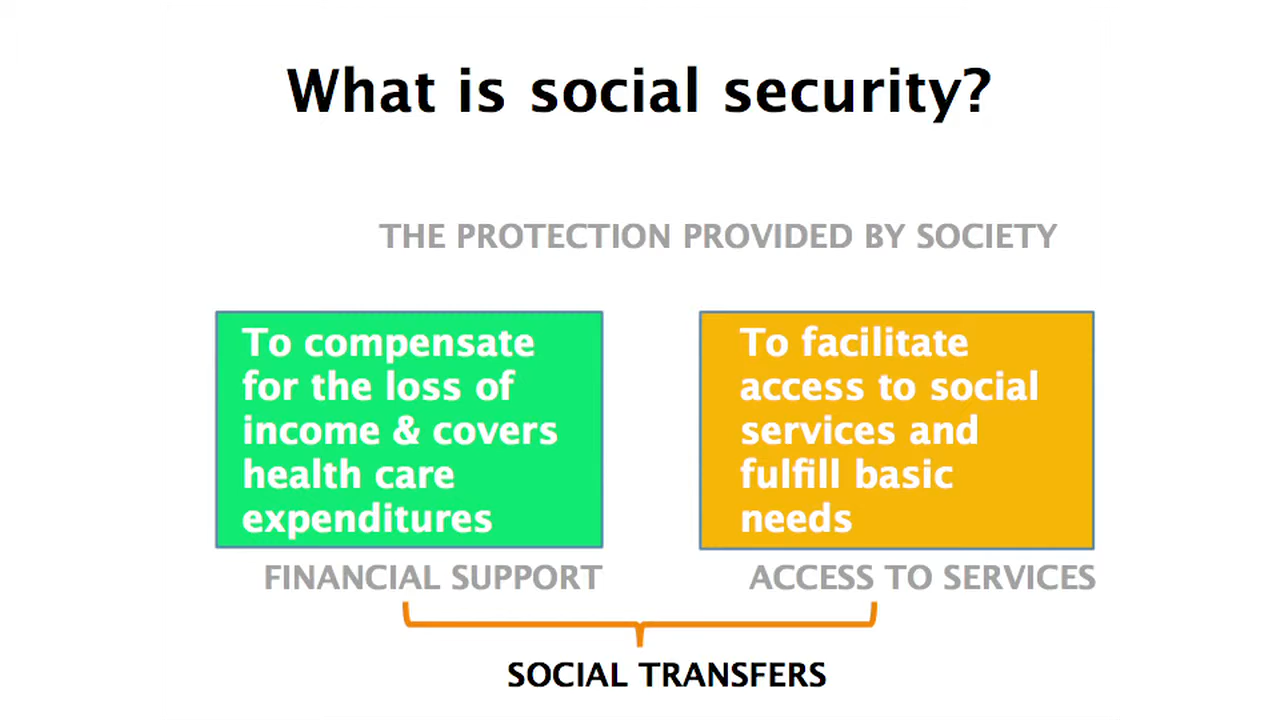 What is social security?
THE PROTECTION PROVIDED BY SOCIETY
To compensate
for the loss of
income & covers
health care
expenditures
To facilitate
access to social
services and
fulfill basic
needs
FINANCIAL SUPPORT
ACCESS TO SERVICES
SOCIAL TRANSFERS